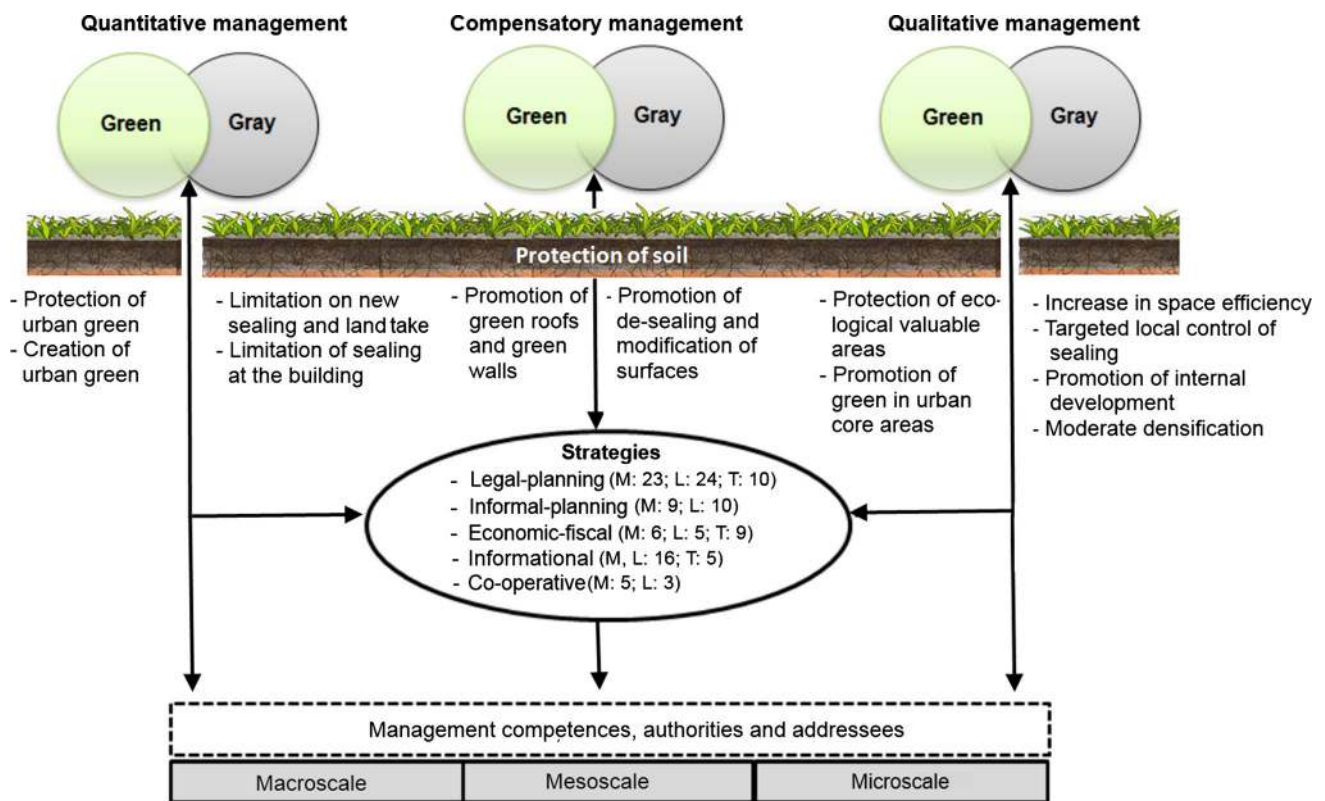 Quantitative management
Compensatory management
Qualitative management
Green
Gray
Green
Gray
Green
Gray
Protection of soil
- Protection of
urban green
- Creation of
urban green
- Limitation on new
sealing and land take
- Limitation of sealing
at the building
- Promotion of
green roofs
and green
walls
- Promotion of
de-sealing and
modification of
surfaces
- Protection of eco-
logical valuable
areas
- Promotion of
green in urban
core areas
- Increase in space efficiency
- Targeted local control of
sealing
- Promotion of internal
development
- Moderate densification
Strategies
- Legal-planning (M: 23; L: 24; T: 10)
- Informal-planning (M: 9; L: 10)
- Economic-fiscal (M: 6; L: 5; T: 9)
- Informational (M, L: 16; T: 5)
- Co-operative (M: 5; L: 3)
Management competences, authorities and addressees
Macroscale
Mesoscale
Microscale